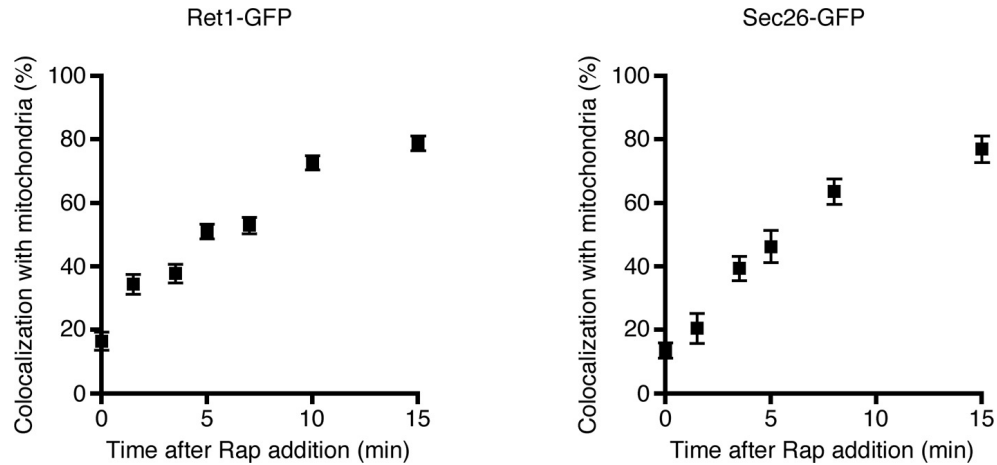 Ret1-GFP
Colocalization with mitochondria (%)
100
80
60
40
20
0
0 5 10 15
Time after Rap addition (min)
Sec26-GFP
Colocalization with mitochondria (%)
100
80
60
40
20
0
0 5 10 15
Time after Rap addition (min)